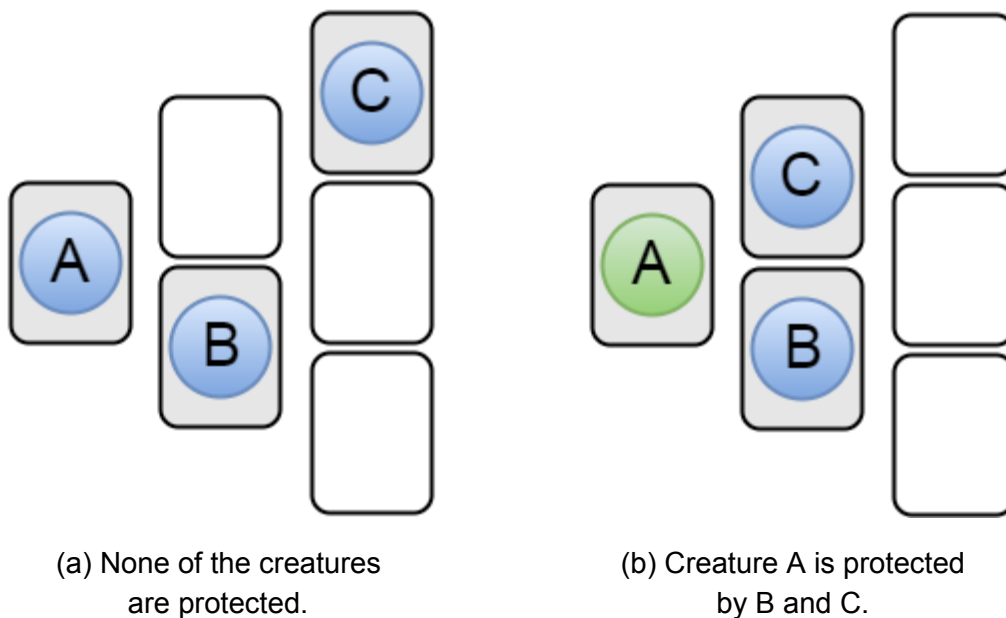 C
A
B
C
A
B
(a) None of the creatures
are protected.
(b) Creature A is protected
by B and C.